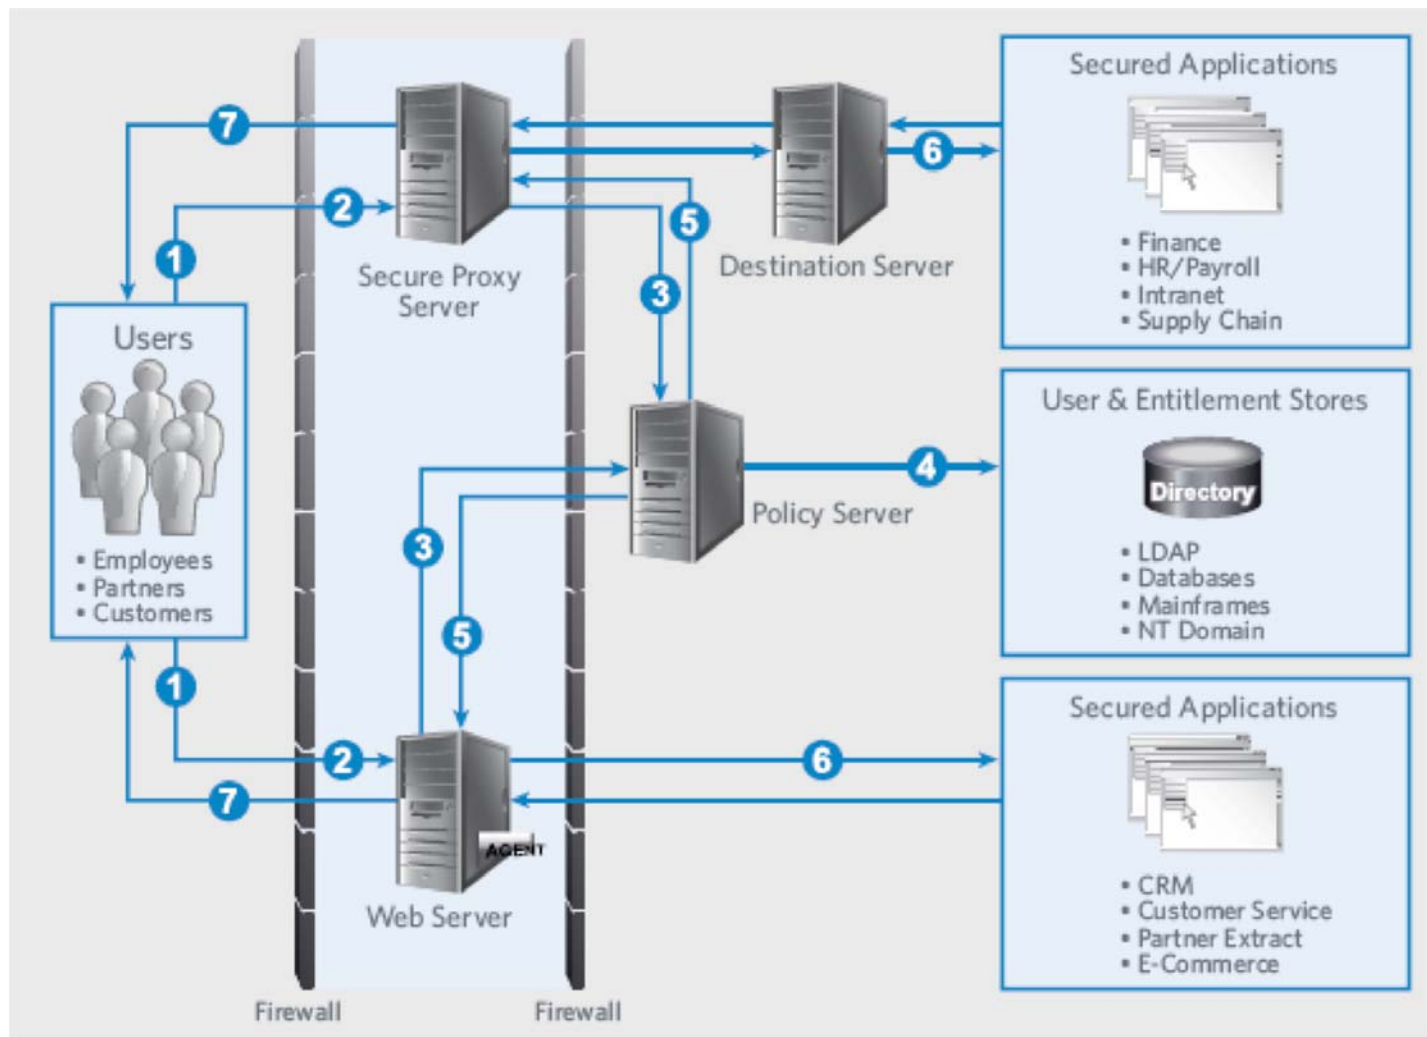 Secured Applications
7
6
2
5
• Finance
• HR/Payroll
• Intranet
• Supply Chain
1
Secure Proxy
Server
3
Destination Server
Users
• Employees
• Partners
• Customers
User & Entitlement Stores
4
Directory
Policy Server
• LDAP
• Databases
• Mainframes
• NT Domain
3
5
1
Secured Applications
2
6
7
AGENT
Web Server
• CRM
• Customer Service
• Partner Extract
• E-Commerce
Firewall
Firewall